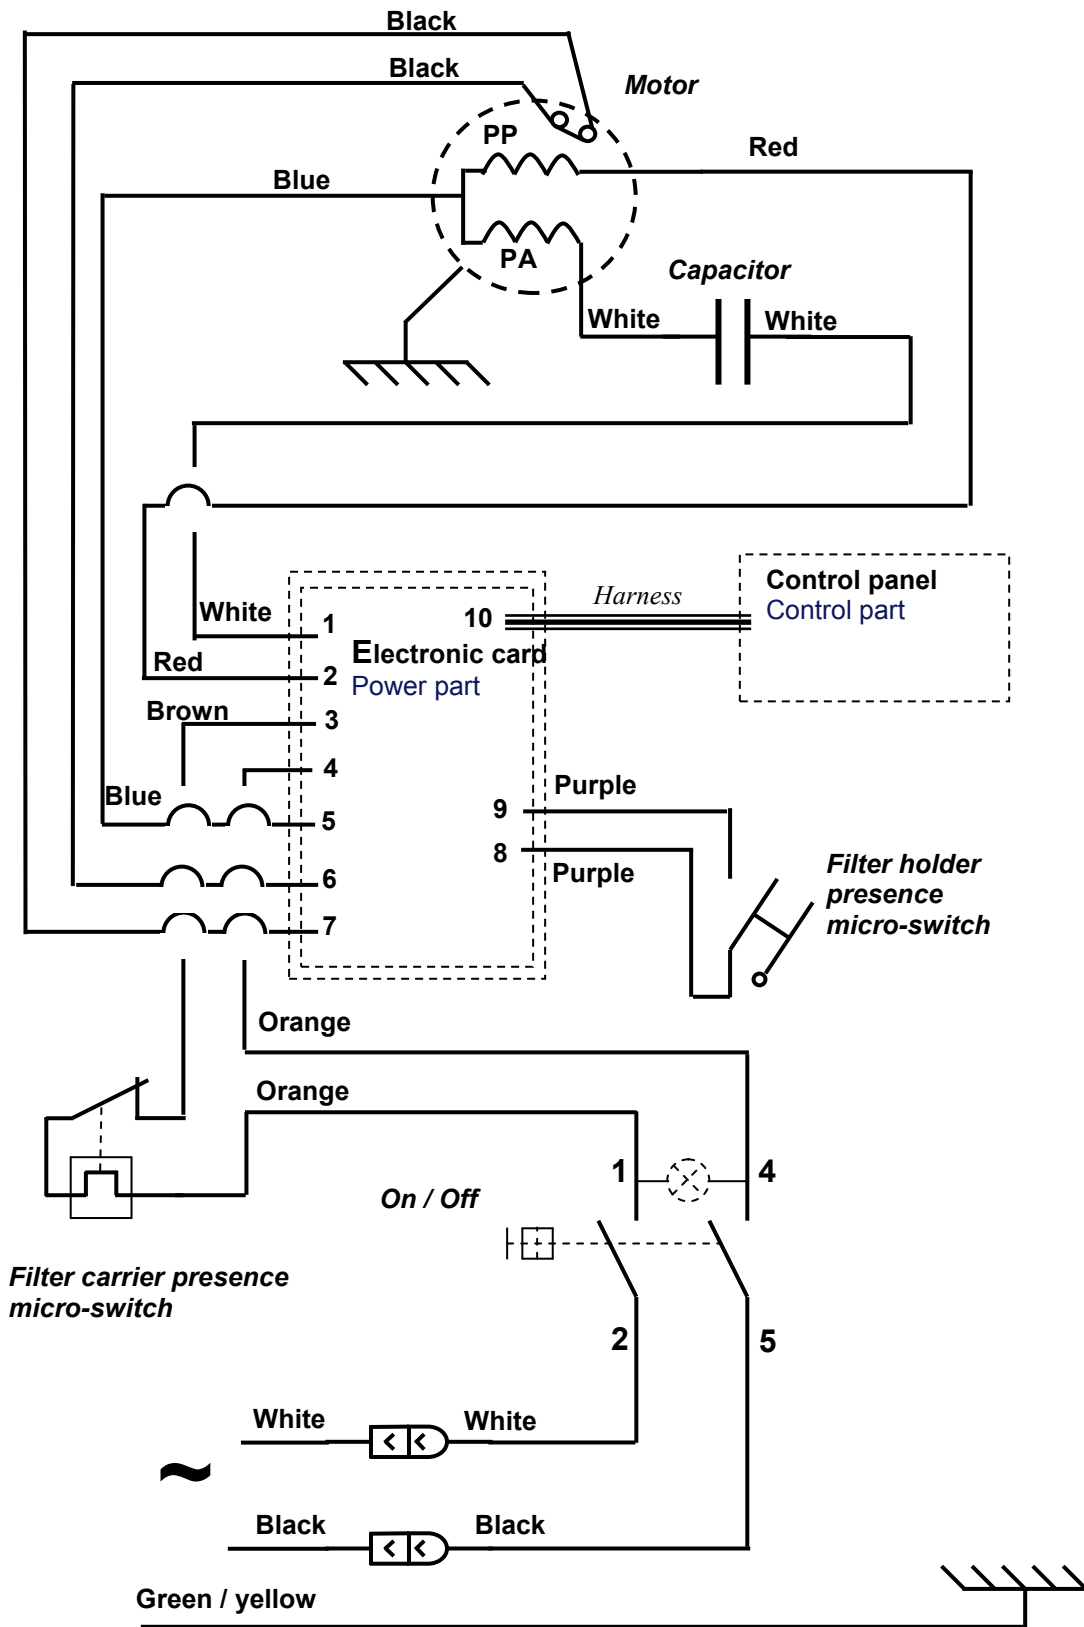 Black
Black
Motor
PP
Red
Blue
PA
Capacitor
White
White
Control panel
Control part
Harness
10
White
1
Electronic card
Power part
Red
2
Brown
3
4
Purple
Blue
9
5
8
Purple
Filter holder
presence
micro-switch
6
7
Orange
Orange
1
4
On / Off
Filter carrier presence
micro-switch
2
5
White
White
~
Black
Black
Green / yellow